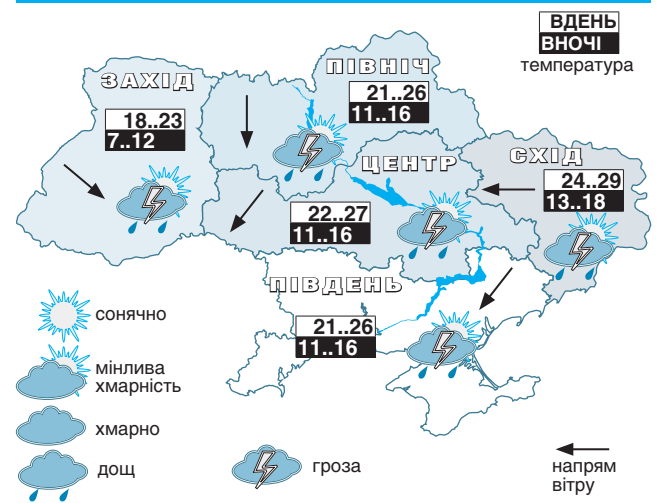 ВДЕНЬ
ВНОЧІ
температура
ПІВНІЧ
21..26
11..16
ЗАХІД
18..23
7..12
ЦЕНТР
22..27
11..16
СХІД
24..29
13..18
ПІВДЕНЬ
21..26
11..16
сонячно
мінлива
хмарність
хмарно
дощ
гроза
напрям
вітру